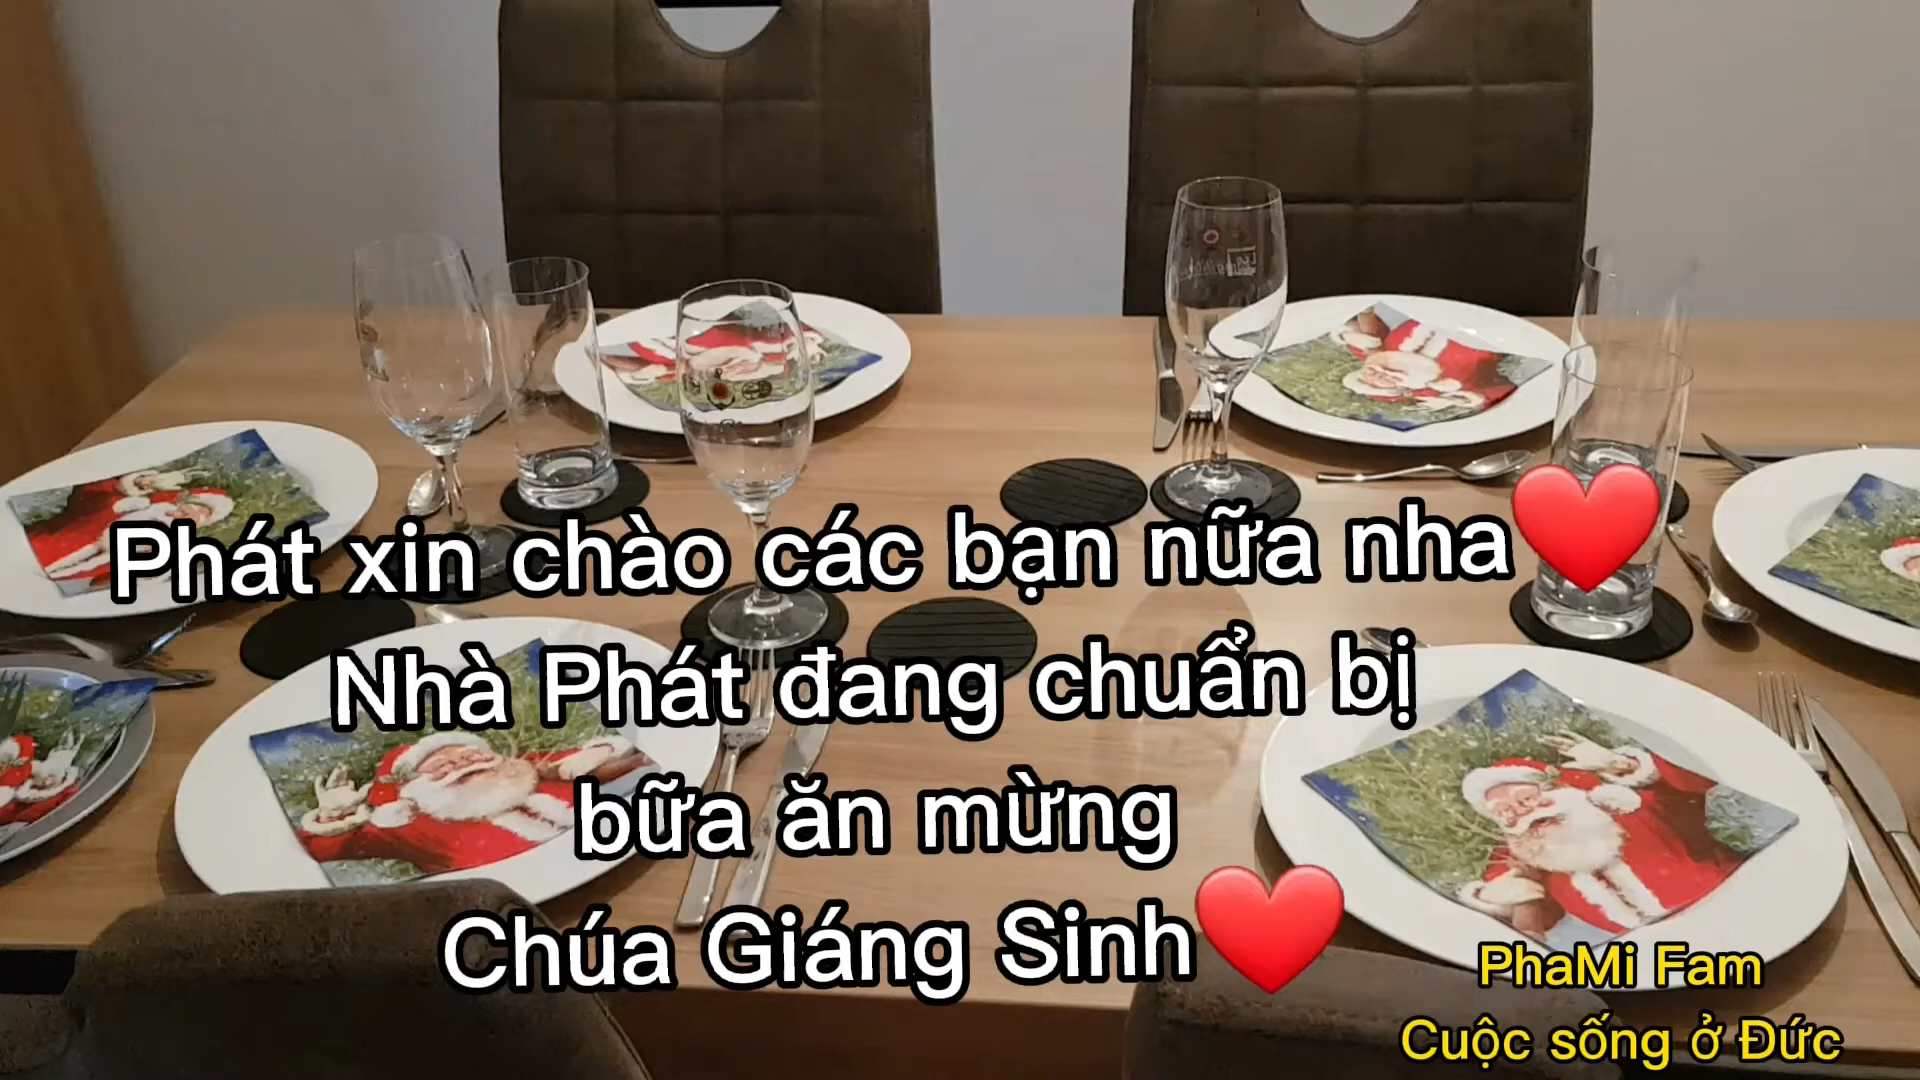 Phát xin chào các bạn nữa nha❤️
Nhà Phát đang chuẩn bị
bữa ăn mừng
Chúa Giáng Sinh❤️
PhaMi Fam
Cuộc sống ở Đức